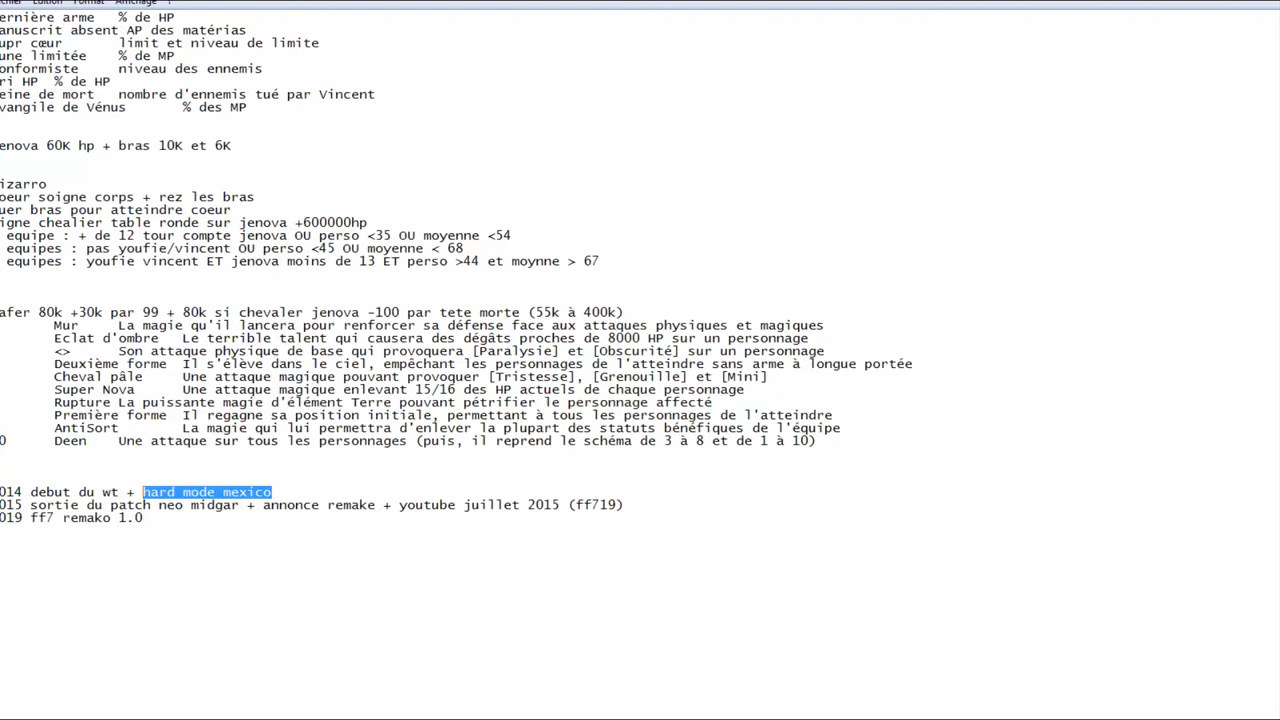 ichier Edition Format Affichage ?
ernière arme % de HP
anuscrit absent AP des matérias
upr cœur limit et niveau de limite
une limitée % de MP
onformiste niveau des ennemis
ri HP % de HP
eine de mort nombre d'ennemis tué par Vincent
vangile de Vénus % des MP
enova 60K hp + bras 10K et 6K
izarro
oeur soigne corps + rez les bras
uer bras pour atteindre coeur
igne chealier table ronde sur jenova +600000hp
equipe : + de 12 tour compte jenova OU perso <35 OU moyenne <54
equipes : pas youfie/vincent OU perso <45 OU moyenne < 68
equipes : youfie vincent ET jenova moins de 13 ET perso >44 et moynne > 67
afer 80k +30k par 99 + 80k si chevaler jenova -100 par tete morte (55k à 400k)
Mur La magie qu'il lancera pour renforcer sa défense face aux attaques physiques et magiques
Eclat d'ombre Le terrible talent qui causera des dégâts proches de 8000 HP sur un personnage
<> Son attaque physique de base qui provoquera [Paralysie] et [Obscurité] sur un personnage
Deuxième forme Il s'élève dans le ciel, empêchant les personnages de l'atteindre sans arme à longue portée
Cheval pâle Une attaque magique pouvant provoquer [Tristesse], [Grenouille] et [Mini]
Super Nova Une attaque magique enlevant 15/16 des HP actuels de chaque personnage
Rupture La puissante magie d'élément Terre pouvant pétrifier le personnage affecté
Première forme Il regagne sa position initiale, permettant à tous les personnages de l'atteindre
AntiSort La magie qui lui permettra d'enlever la plupart des statuts bénéfiques de l'équipe
0 Deen Une attaque sur tous les personnages (puis, il reprend le schéma de 3 à 8 et de 1 à 10)
014 debut du wt + hard mode mexico
015 sortie du patch neo midgar + annonce remake + youtube juillet 2015 (ff719)
019 ff7 remako 1.0